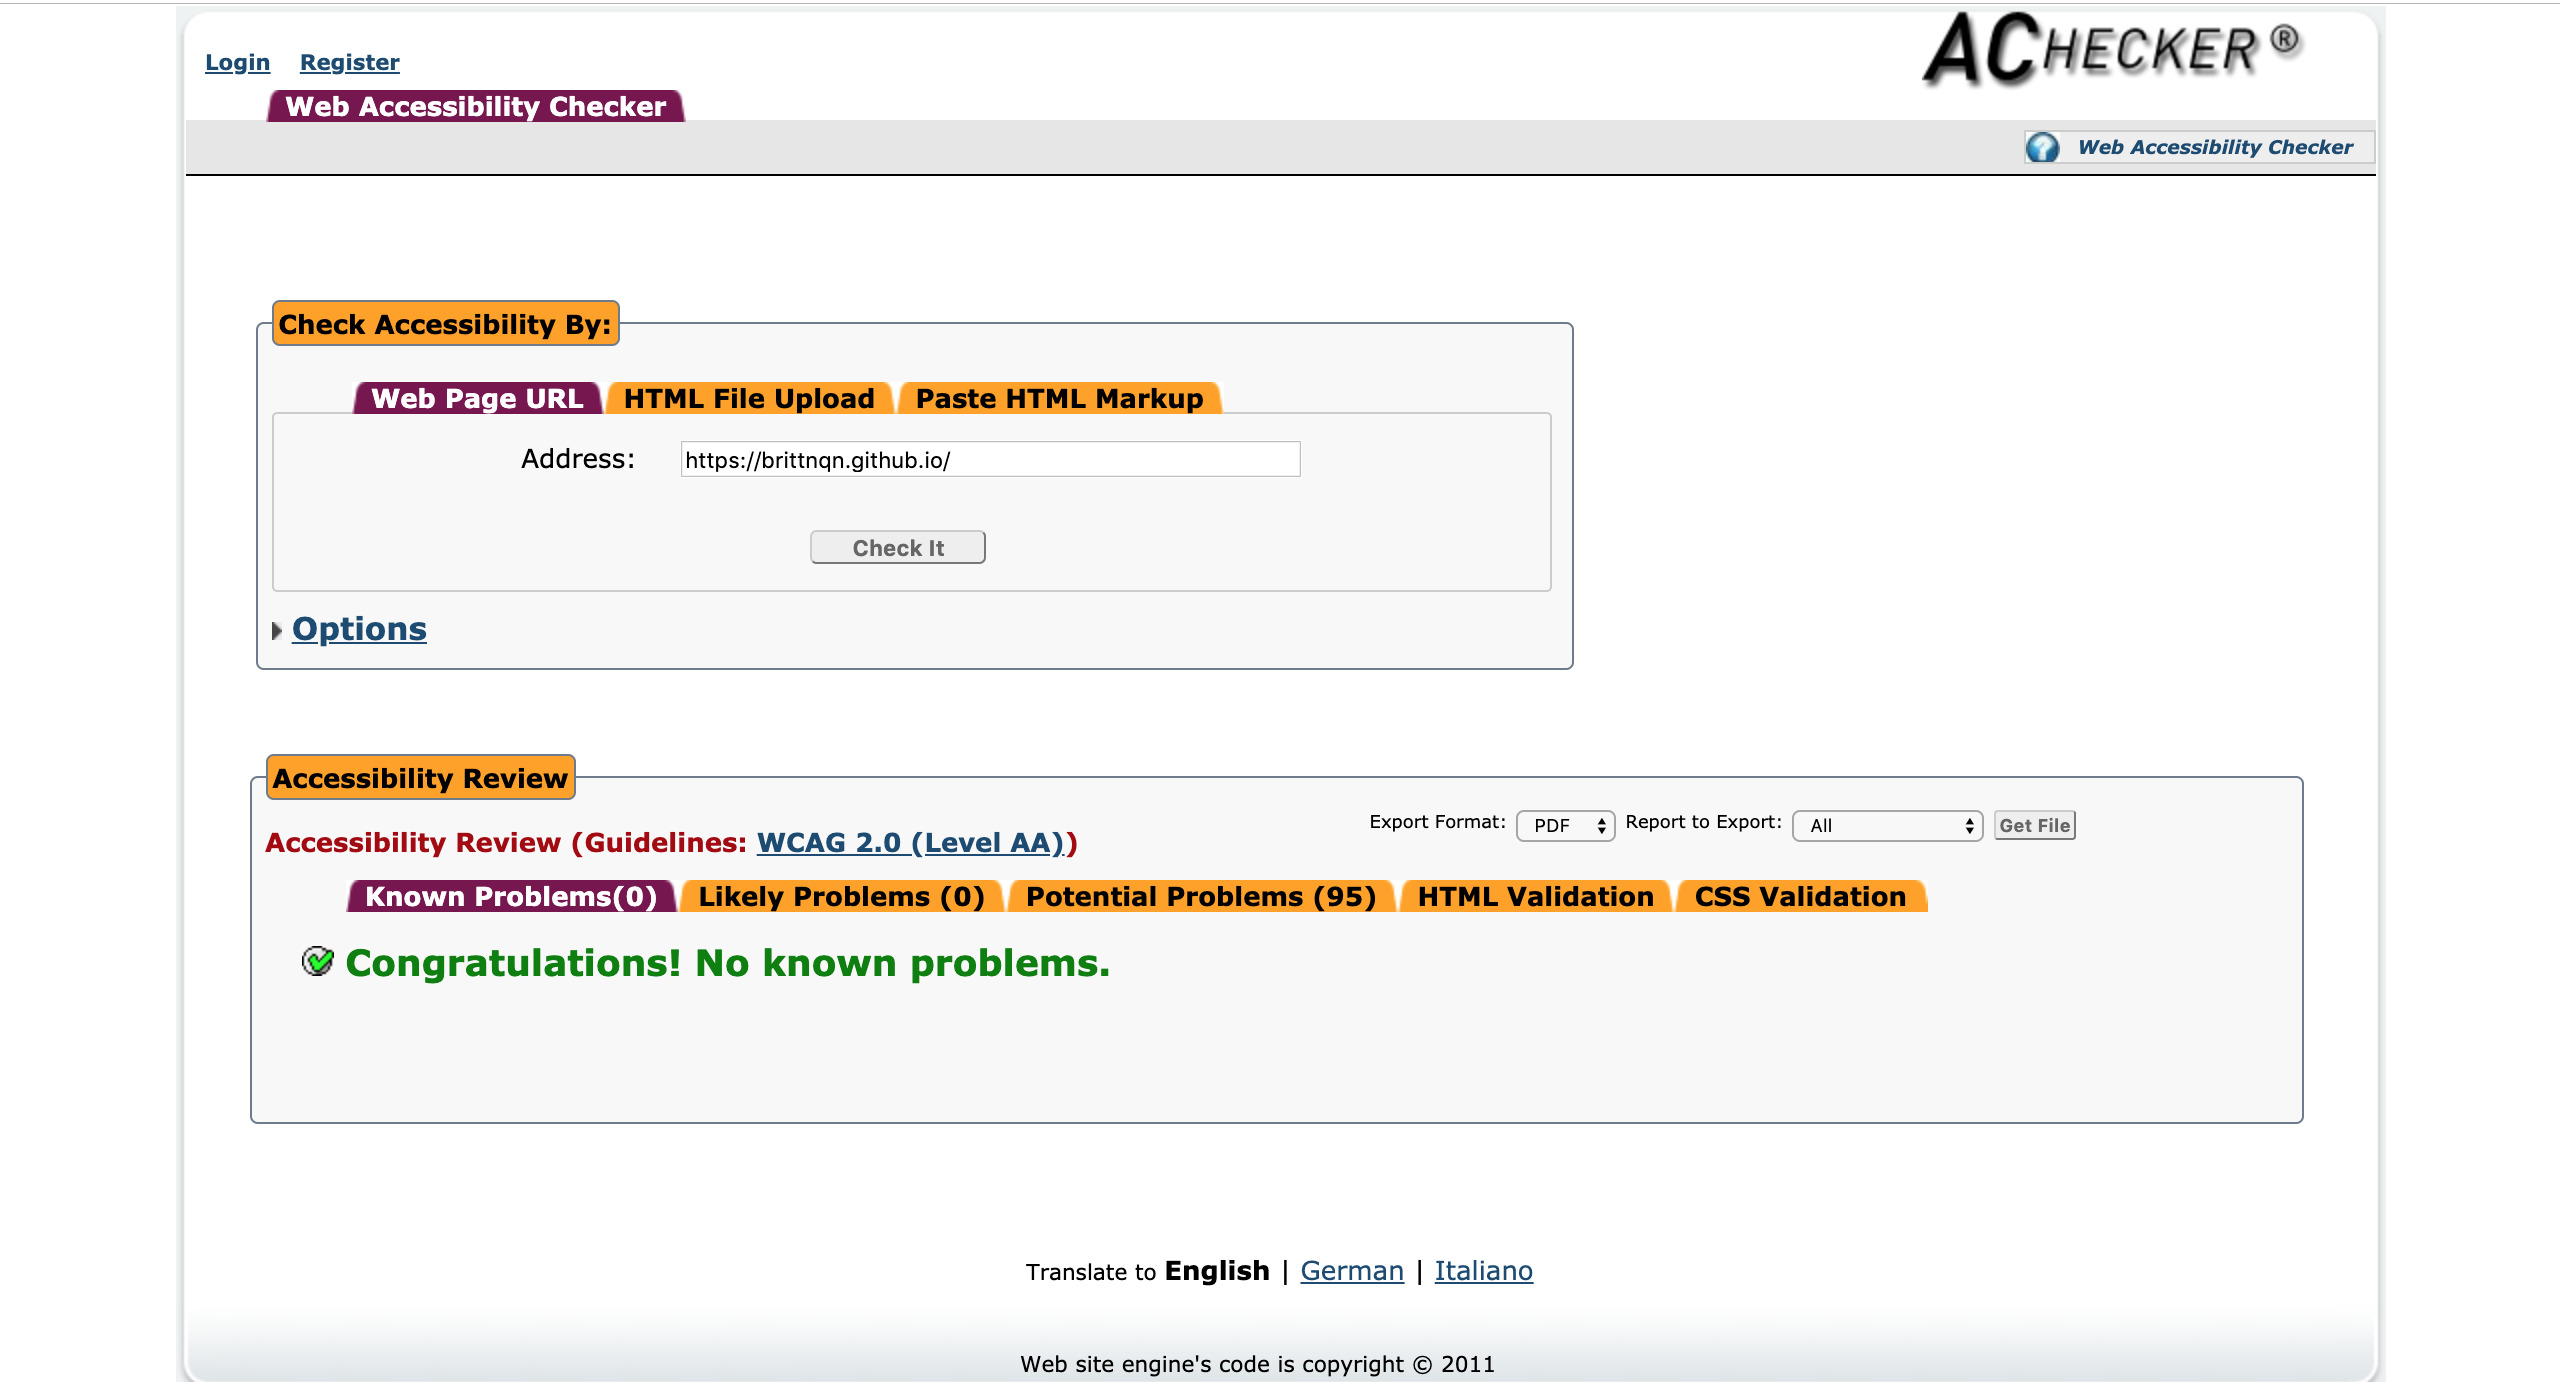 Login Register
ACHECKER ®
Web Accessibility Checker
Web Accessibility Checker
Check Accessibility By:
Web Page URL HTML File Upload Paste HTML Markup
Address: https://brittnqn.github.io/
Check It
Options
Accessibility Review
Export Format: PDF Report to Export: All Get File
Accessibility Review (Guidelines: WCAG 2.0 (Level AA))
Known Problems(0) Likely Problems (0) Potential Problems (95) HTML Validation CSS Validation
Congratulations! No known problems.
Translate to English | German | Italiano
Web site engine's code is copyright © 2011